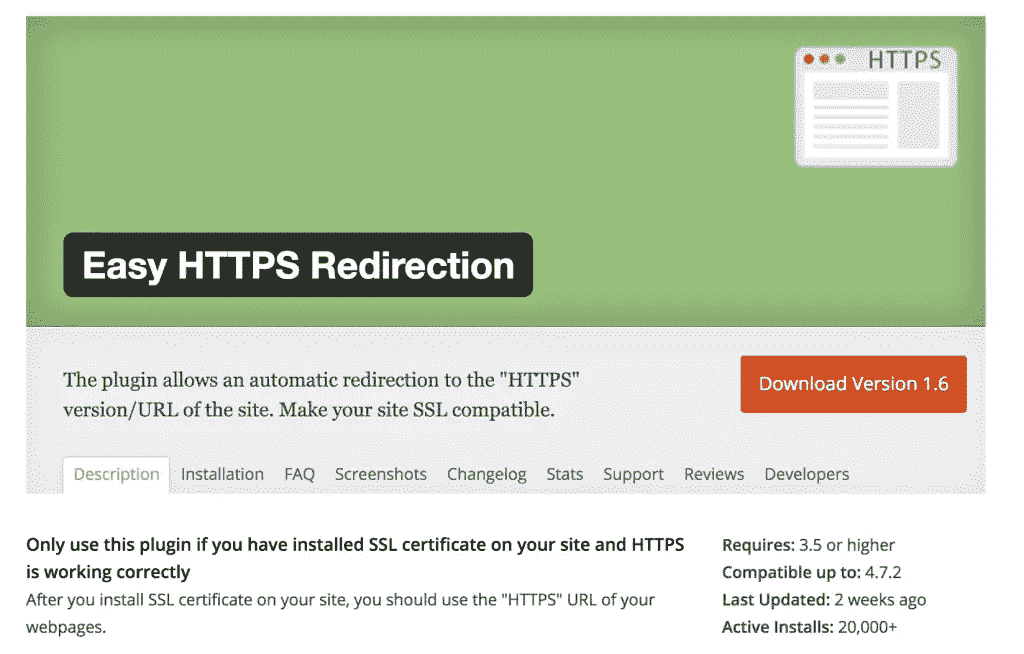 HTTPS
Easy HTTPS Redirection
The plugin allows an automatic redirection to the "HTTPS"
version/URL of the site. Make your site SSL compatible.
Download Version 1.6
Description Installation FAQ Screenshots Changelog Stats Support Reviews Developers
Only use this plugin if you have installed SSL certificate on your site and HTTPS
is working correctly
After you install SSL certificate on your site, you should use the "HTTPS" URL of your
webpages.
Requires: 3.5 or higher
Compatible up to: 4.7.2
Last Updated: 2 weeks ago
Active Installs: 20,000+